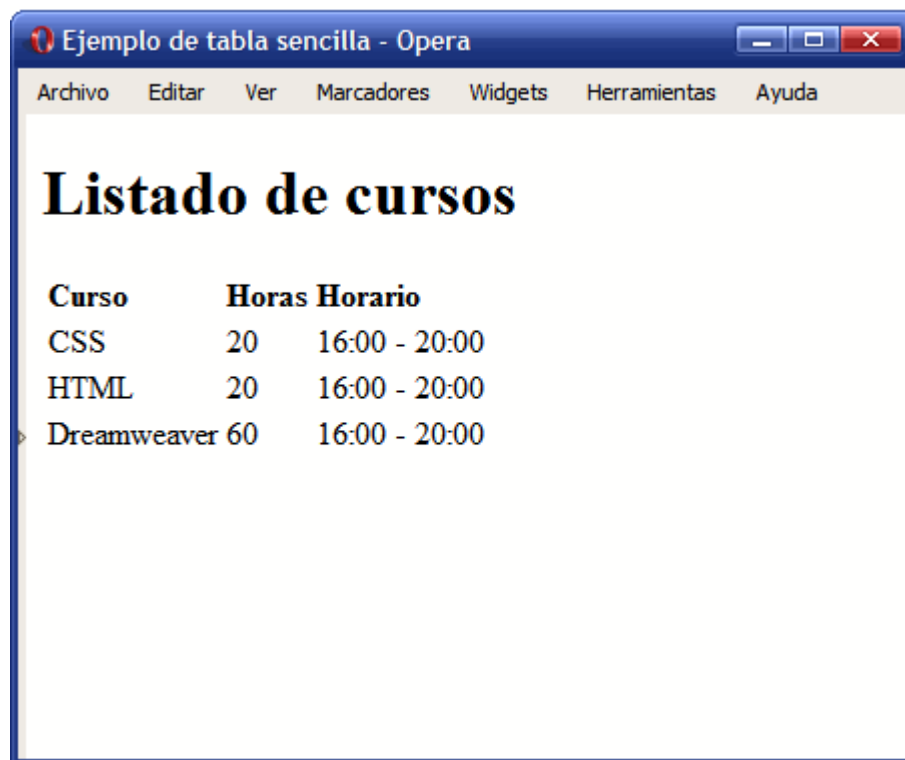 Ejemplo de tabla sencilla - Opera
Archivo Editar Ver Marcadores Widgets Herramientas Ayuda
Listado de cursos
Curso Horas Horario
CSS 20 16:00 - 20:00
HTML 20 16:00 - 20:00
Dreamweaver 60 16:00 - 20:00